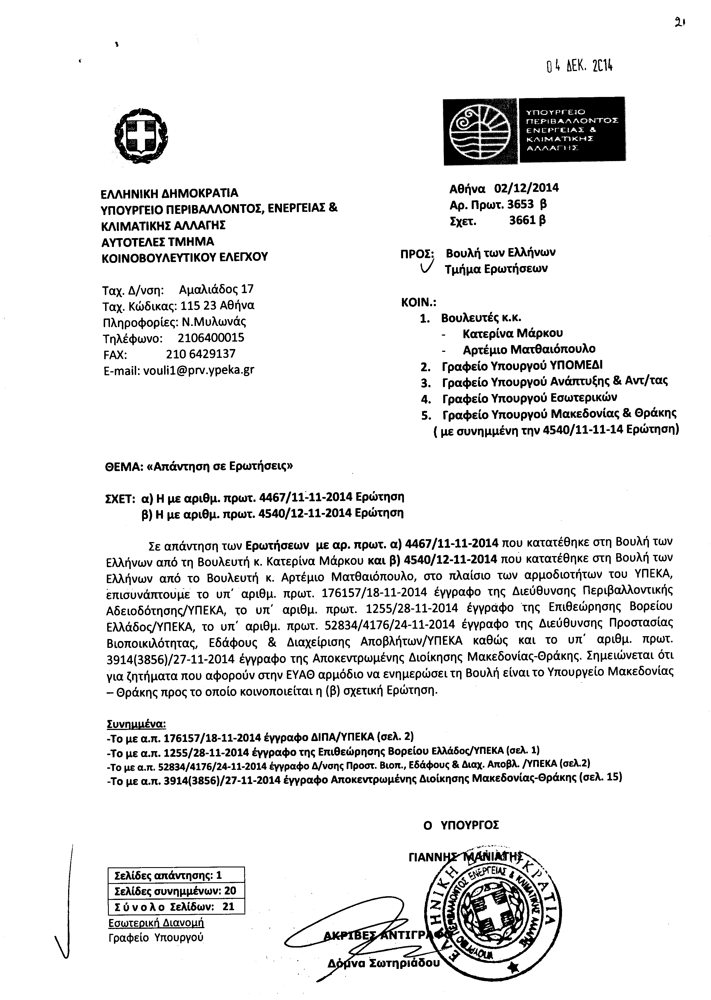 21
04 ΔΕΚ. 2014
ΥΠΟΥΡΓΕΙΟ
ΠΕΡΙΒΑΛΛΟΝΤΟΣ
ΕΝΕΡΓΕΙΑΣ &
ΚΛΙΜΑΤΙΚΗΣ
ΑΛΛΑΓΗΣ
ΕΛΛΗΝΙΚΗ ΔΗΜΟΚΡΑΤΙΑ
ΥΠΟΥΡΓΕΙΟ ΠΕΡΙΒΑΛΛΟΝΤΟΣ, ΕΝΕΡΓΕΙΑΣ &
ΚΛΙΜΑΤΙΚΗΣ ΑΛΛΑΓΗΣ
ΑΥΤΟΤΕΛΕΣ ΤΜΗΜΑ
ΚΟΙΝΟΒΟΥΛΕΥΤΙΚΟΥ ΕΛΕΓΧΟΥ
Ταχ. Δ/νση: Αμαλιάδος 17
Ταχ. Κώδικας: 115 23 Αθήνα
Πληροφορίες: Ν.Μυλωνάς
Τηλέφωνο: 2106400015
FAX: 210 6429137
E-mail: vouli1@prv.ypeka.gr
Αθήνα 02/12/2014
Αρ. Πρωτ. 3653 β
Σχετ. 3661 β
ΠΡΟΣ: Βουλή των Ελλήνων
Τμήμα Ερωτήσεων
ΚΟΙΝ.:
1. Βουλευτές κ.κ.
- Κατερίνα Μάρκου
- Αρτέμιο Ματθαιόπουλο
2. Γραφείο Υπουργού ΥΠΟΜΕΔΙ
3. Γραφείο Υπουργού Ανάπτυξης & Αντ/τας
4. Γραφείο Υπουργού Εσωτερικών
5. Γραφείο Υπουργού Μακεδονίας & Θράκης
( με συνημμένη την 4540/11-11-14 Ερώτηση)
ΘΕΜΑ: «Απάντηση σε Ερωτήσεις»
ΣΧΕΤ: α) Η με αριθμ. πρωτ. 4467/11-11-2014 Ερώτηση
β) Η με αριθμ. πρωτ. 4540/12-11-2014 Ερώτηση
Σε απάντηση των Ερωτήσεων με αρ. πρωτ. α) 4467/11-11-2014 που κατατέθηκε στη Βουλή των
Ελλήνων από τη Βουλευτή κ. Κατερίνα Μάρκου και β) 4540/12-11-2014 που κατατέθηκε στη Βουλή των
Ελλήνων από το Βουλευτή κ. Αρτέμιο Ματθαιόπουλο, στο πλαίσιο των αρμοδιοτήτων του ΥΠΕΚΑ,
επισυνάπτουμε το υπ΄ αριθμ. πρωτ. 176157/18-11-2014 έγγραφο της Διεύθυνσης Περιβαλλοντικής
Αδειοδότησης/ΥΠΕΚΑ, το υπ΄ αριθμ. πρωτ. 1255/28-11-2014 έγγραφο της Επιθεώρησης Βορείου
Ελλάδος/ΥΠΕΚΑ, το υπ΄ αριθμ. πρωτ. 52834/4176/24-11-2014 έγγραφο της Διεύθυνσης Προστασίας
Βιοποικιλότητας, Εδάφους & Διαχείρισης Αποβλήτων/ΥΠΕΚΑ καθώς και το υπ΄ αριθμ. πρωτ.
3914(3856)/27-11-2014 έγγραφο της Αποκεντρωμένης Διοίκησης Μακεδονίας-Θράκης. Σημειώνεται ότι
για ζητήματα που αφορούν στην ΕΥΑΘ αρμόδιο να ενημερώσει τη Βουλή είναι το Υπουργείο Μακεδονίας
– Θράκης προς το οποίο κοινοποιείται η (β) σχετική Ερώτηση.
Συνημμένα:
-Το με α.π. 176157/18-11-2014 έγγραφο ΔΙΠΑ/ΥΠΕΚΑ (σελ. 2)
-Το με α.π. 1255/28-11-2014 έγγραφο της Επιθεώρησης Βορείου Ελλάδος/ΥΠΕΚΑ (σελ. 1)
-Το με α.π. 52834/4176/24-11-2014 έγγραφο Δ/νσης Προστ. Βιοπ., Εδάφους & Διαχ. Αποβλ. /ΥΠΕΚΑ (σελ.2)
-Το με α.π. 3914(3856)/27-11-2014 έγγραφο Αποκεντρωμένης Διοίκησης Μακεδονίας-Θράκης (σελ. 15)
Ο ΥΠΟΥΡΓΟΣ
ΓΙΑΝΝΗΣ ΜΑΝΙΑΤΗΣ
Σελίδες απάντησης: 1
Σελίδες συνημμένων: 20
Σύνολο Σελίδων: 21
Εσωτερική Διανομή
Γραφείο Υπουργού
ΑΚΡΙΒΕΣ ΑΝΤΙΓΡΑΦΟ
Δόμνα Σωτηριάδου
ΕΛΛΗΝΙΚΗ ΔΗΜΟΚΡΑΤΙΑ
ΥΠΟΥΡΓΕΙΟ ΠΕΡΙΒΑΛΛΟΝΤΟΣ ΕΝΕΡΓΕΙΑΣ & ΚΛΙΜΑΤΙΚΗΣ ΑΛΛΑΓΗΣ